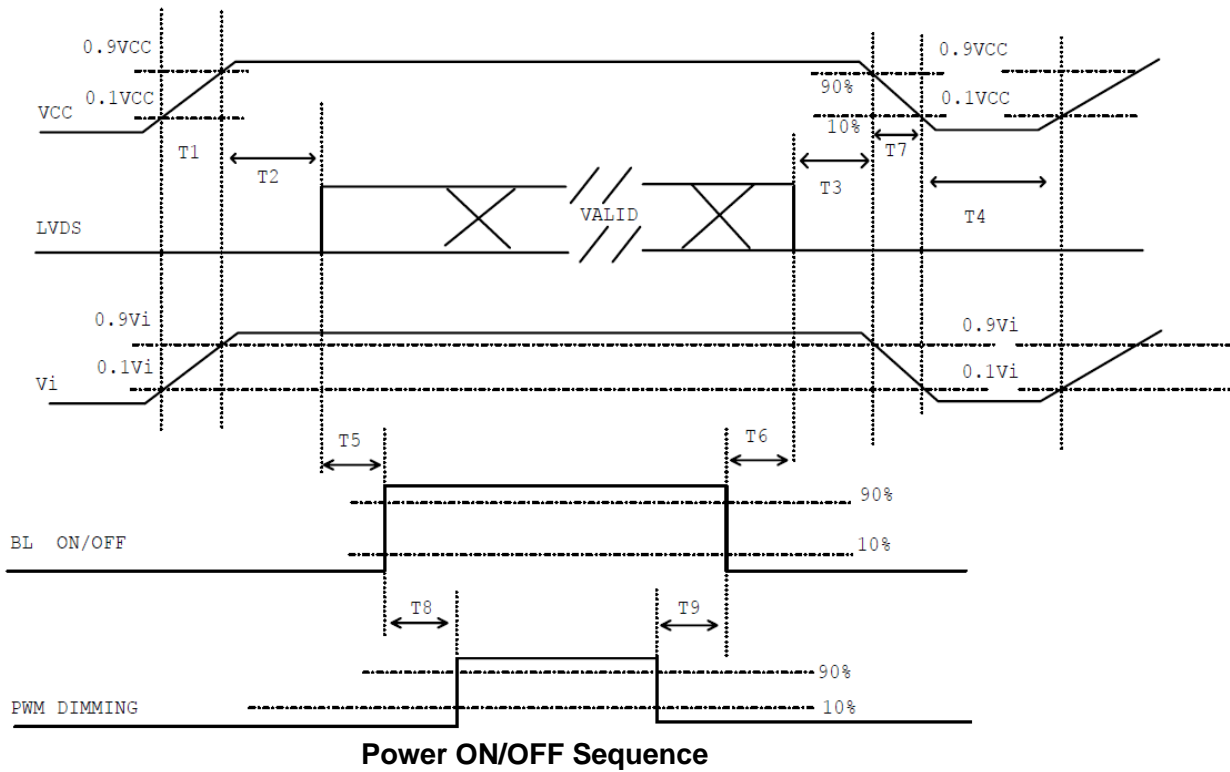 0.9VCC
0.9VCC
90%
0.1VCC
0.1VCC
VCC
10%
T1
T7
T2
T3
T4
VALID
LVDS
0.9Vi
0.9Vi
0.1Vi
0.1Vi
Vi
T5
T6
90%
BL ON/OFF
10%
T8
T9
90%
PWM DIMMING
10%
Power ON/OFF Sequence